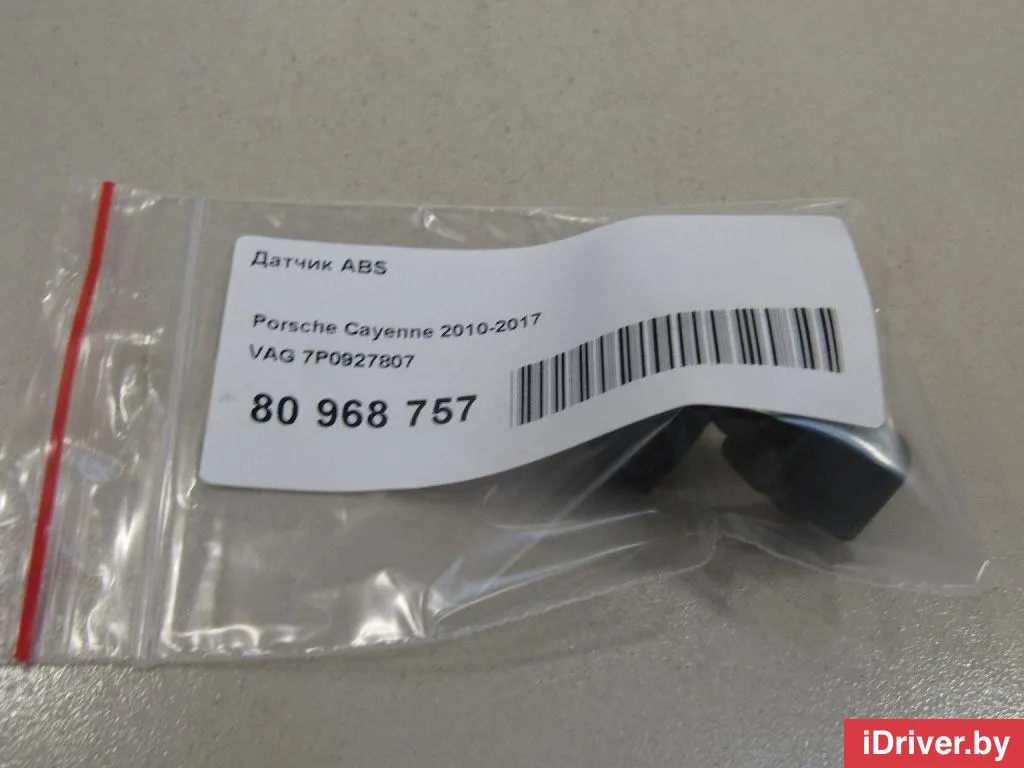 Датчик ABS
Porsche Cayenne 2010-2017
VAG 7P0927807
80 968 757
iDriver.by